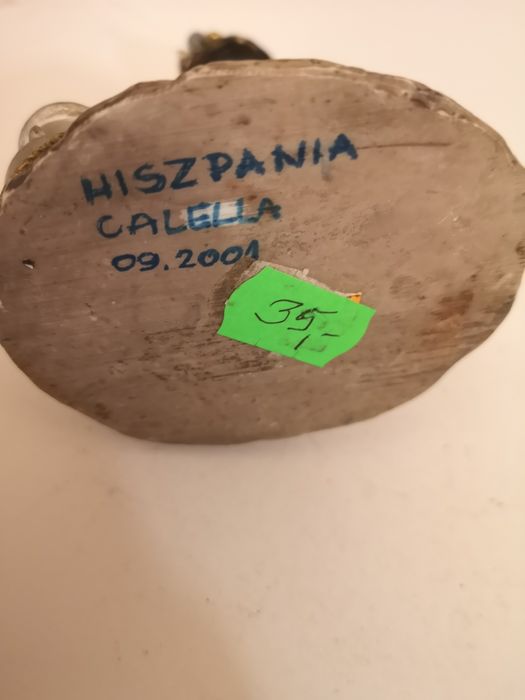 HISZPANIA
CALELLA
09.2001
35,-